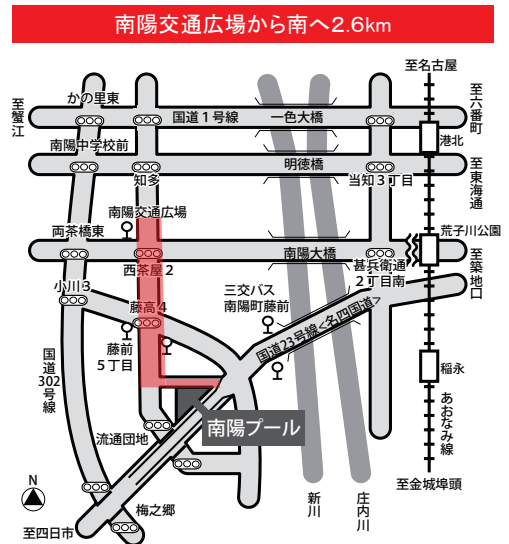 南陽交通広場から南へ2.6km
至名古屋
至蟹江
かの里東
国道1号線
一色大橋
至六番町
港北
南陽中学校前
明徳橋
至東海通
知多
当知3丁目
南陽交通広場
荒子川公園
両茶橋東
南陽大橋
西茶屋2
甚兵衛通
2丁目南
至築地口
小川3
三交バス
南陽町藤前
藤高4
国道23号線<名四国道>
藤前
5丁目
国道302号線
稲永
南陽プール
流通団地
あおなみ線
N
梅之郷
新川
庄内川
至金城埠頭
至四日市